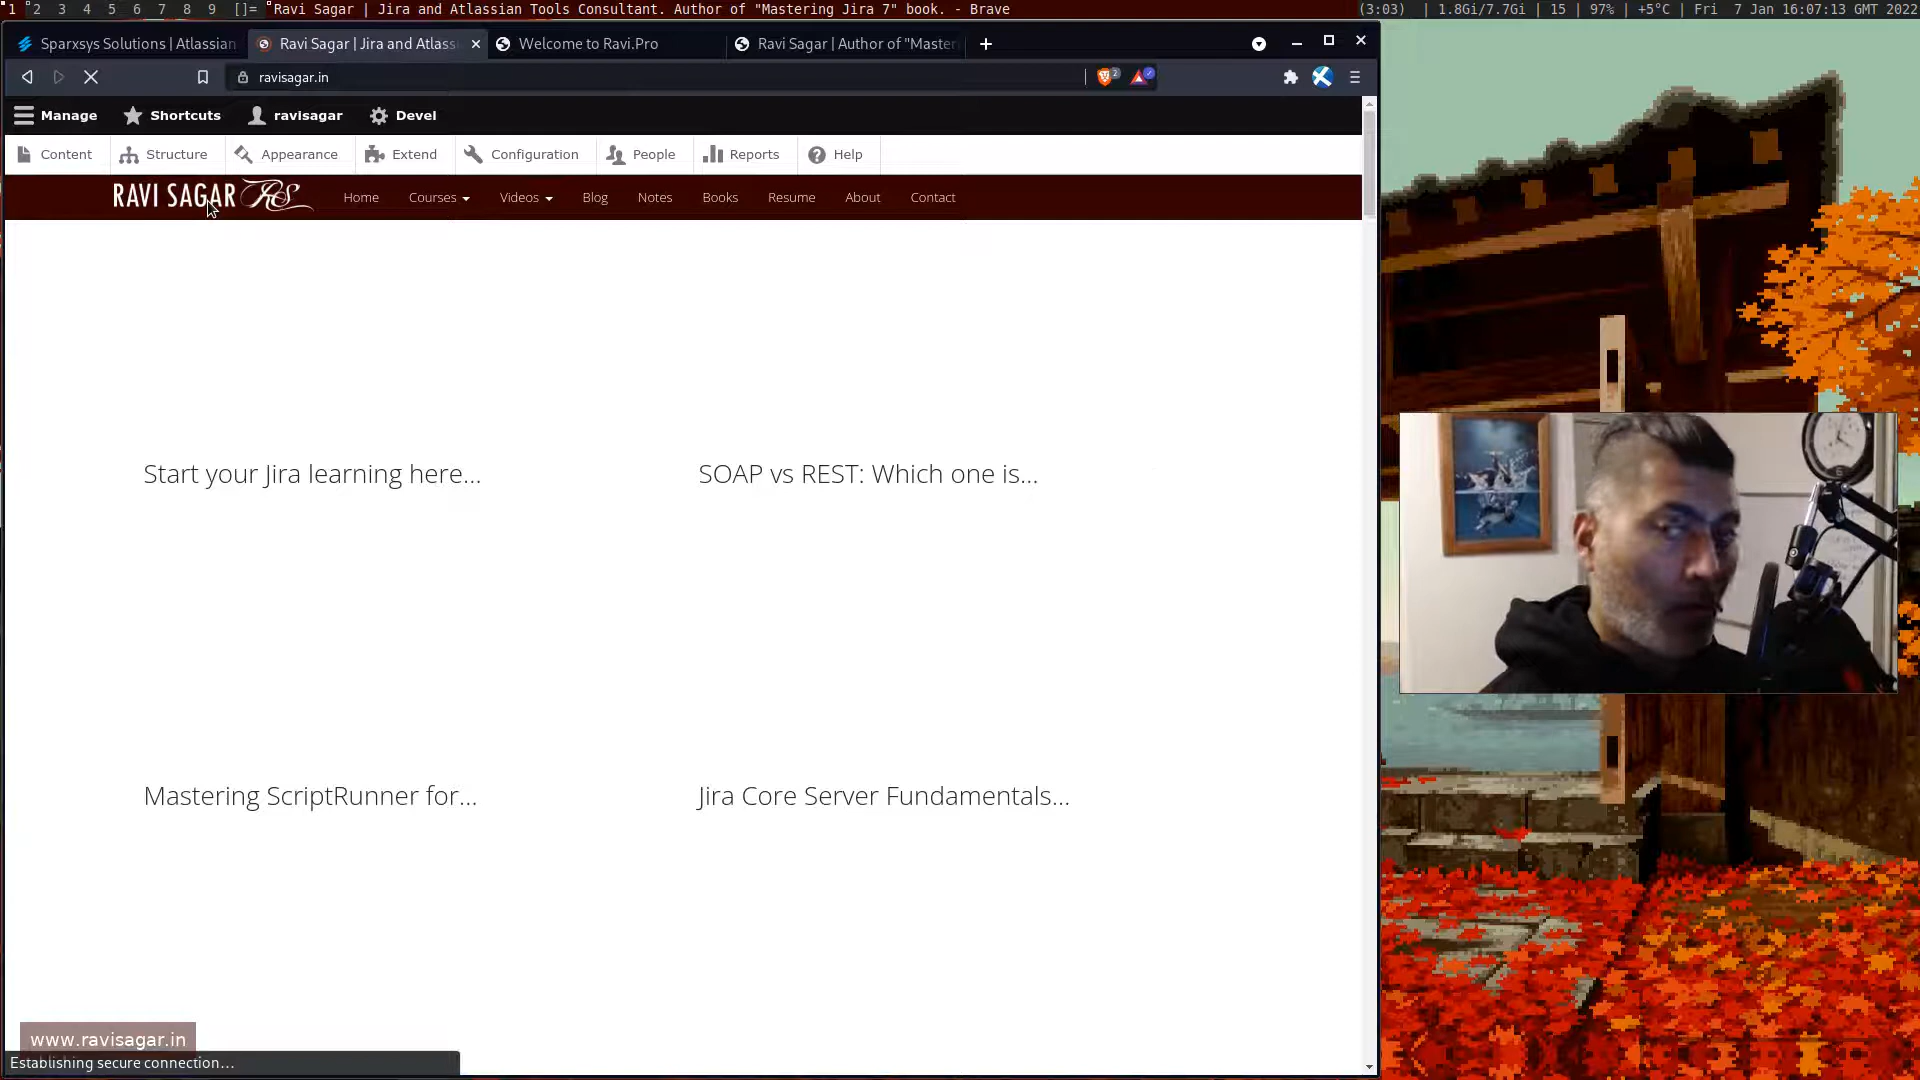 1 2 3 4 5 6 7 8 9 []= Ravi Sagar | Jira and Atlassian Tools Consultant. Author of "Mastering Jira 7" book. - Brave (3:03) | 1.8Gi/7.7Gi | 15 | 97% | +5°C | Fri 7 Jan 16:07:13 GMT 2022
Sparxsys Solutions | Atlassian Ravi Sagar | Jira and Atlass Welcome to Ravi.Pro Ravi Sagar | Author of "Master
ravisagar.in 2
Manage Shortcuts ravisagar Devel
Content Structure Appearance Extend Configuration People Reports Help
RAVI SAGAR RS Home Courses Videos Blog Notes Books Resume About Contact
Start your Jira learning here... SOAP vs REST: Which one is...
Mastering ScriptRunner for... Jira Core Server Fundamentals...
www.ravisagar.in
Establishing secure connection...